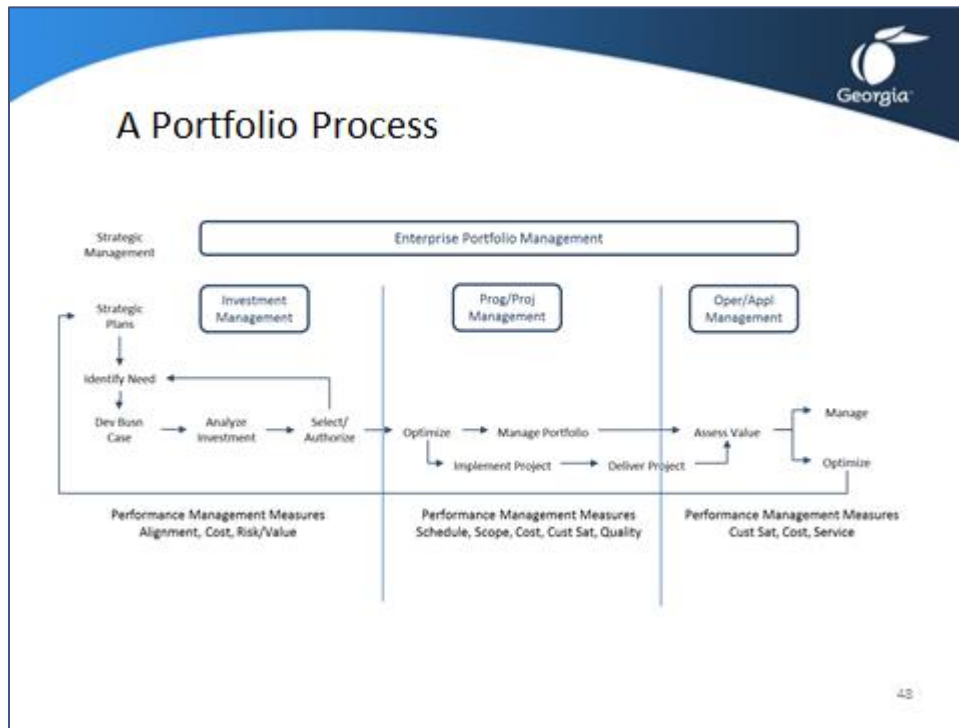 Georgia
A Portfolio Process
Strategic
Management
Enterprise Portfolio Management
Strategic
Plans
Investment
Management
Prog/Proj
Management
Oper/Appl
Management
Identify Need
Dev Busn
Case
Analyze
Investment
Select/
Authorize
Optimize
Manage Portfolio
Assess Value
Manage
Implement Project
Deliver Project
Optimize
Performance Management Measures
Alignment, Cost, Risk/Value
Performance Management Measures
Schedule, Scope, Cost, Cust Sat, Quality
Performance Management Measures
Cust Sat, Cost, Service
48